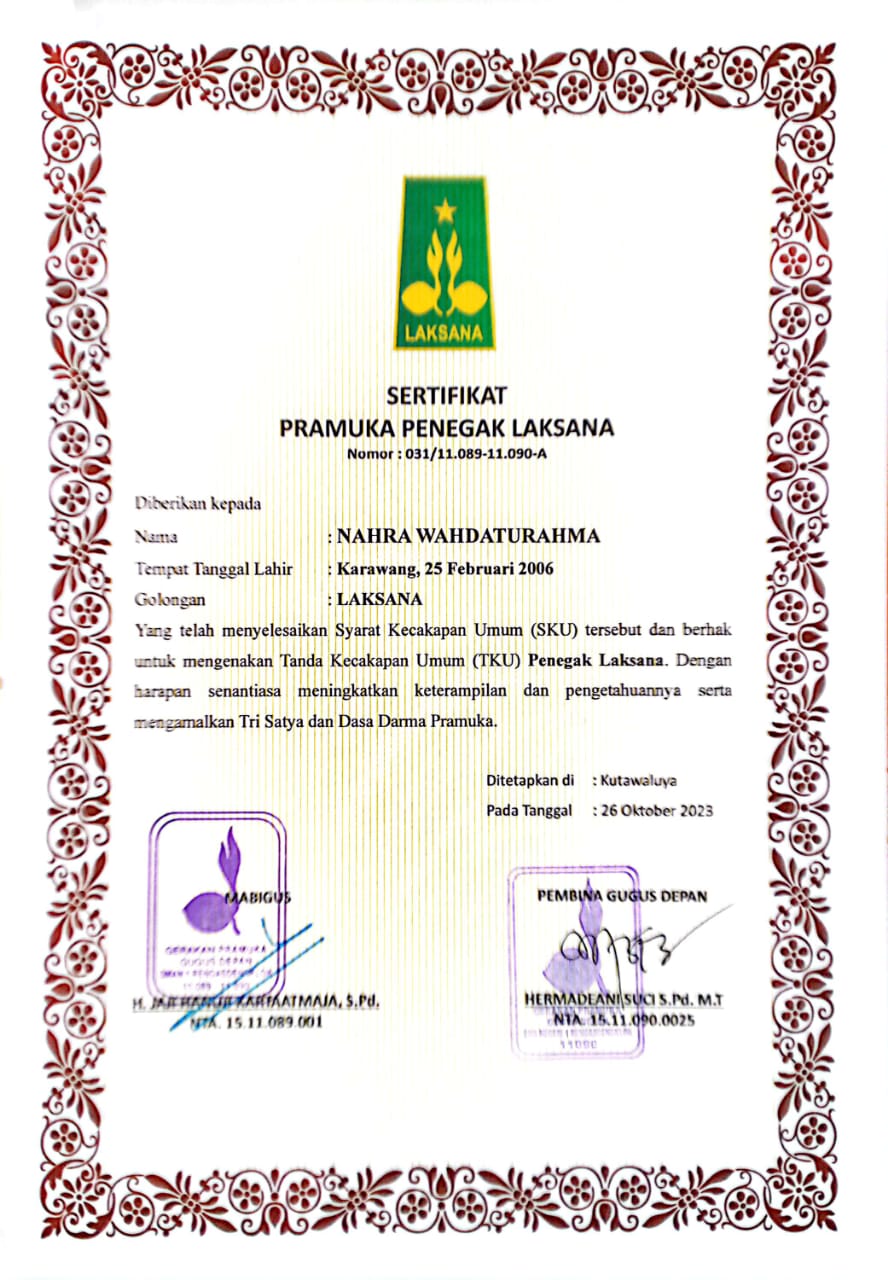 LAKSANA
SERTIFIKAT
PRAMUKA PENEGAK LAKSANA
Nomor : 031/11.089-11.090-A
Diberikan kepada
Nama : NAHRA WAHDATURAHMA
Tempat Tanggal Lahir : Karawang, 25 Februari 2006
Golongan : LAKSANA
Yang telah menyelesaikan Syarat Kecakapan Umum (SKU) tersebut dan berhak
untuk mengenakan Tanda Kecakapan Umum (TKU) Penegak Laksana. Dengan
harapan senantiasa meningkatkan keterampilan dan pengetahuannya serta
mengamalkan Tri Satya dan Dasa Darma Pramuka.
Ditetapkan di : Kutawaluya
Pada Tanggal : 26 Oktober 2023
MABIGUS
GERAKAN PRAMUKA
GUGUS DEPAN
H. KARTAATMAJA, S.Pd.
NTA. 15.11.089.001
PEMBINA GUGUS DEPAN
HERMADEANI SUCI S.Pd. M.T
NTA. 15.11.090.0025